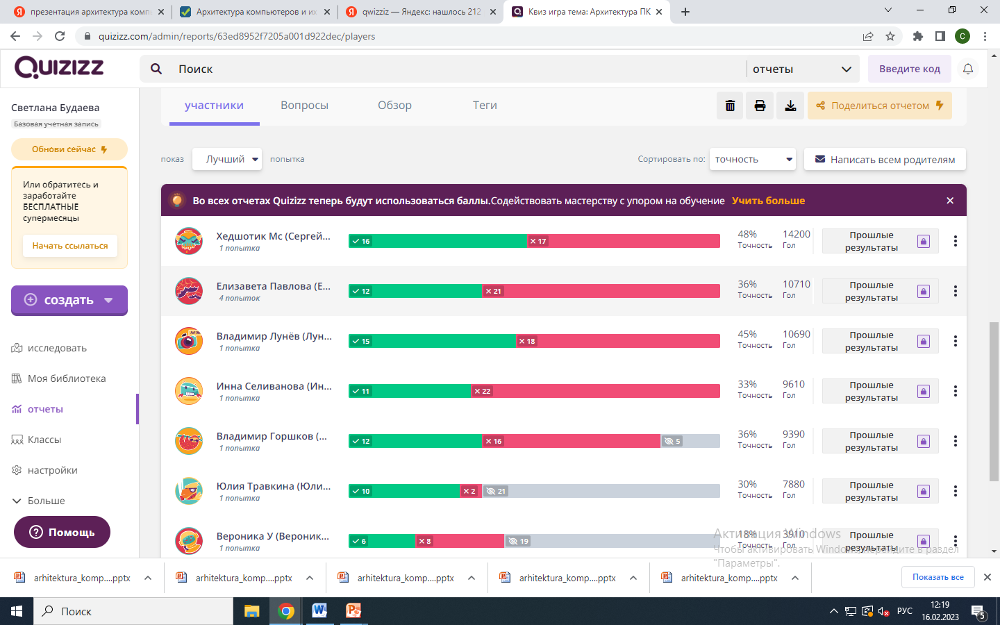 презентация архитектура комп
Архитектура компьютеров и их
qwizziz — Яндекс: нашлось 212
Квиз игра тема: Архитектура ПК
quizizz.com/admin/reports/63ed8952f7205a001d922dec/players
C
QUIZIZZ
Поиск
отчеты
Введите код
Светлана Будаева
Базовая учетная запись
Обнови сейчас
Или обратитесь и
заработайте
БЕСПЛАТНЫЕ
супермесяцы
Начать ссылаться
создать
исследовать
Моя библиотека
отчеты
Классы
настройки
Больше
Помощь
участники
Вопросы
Обзор
Теги
Поделиться отчетом
показ
Лучший
попытка
Сортировать по:
точность
Написать всем родителям
Во всех отчетах Quizizz теперь будут использоваться баллы.Содействовать мастерству с упором на обучение Учить больше
Хедшотик Мс (Сергей...
1 попытка
16
17
48%
Точность
14200
Гол
Прошлые
результаты
Елизавета Павлова (Е...
4 попыток
12
21
36%
Точность
10710
Гол
Прошлые
результаты
Владимир Лунёв (Лун...
1 попытка
15
18
45%
Точность
10690
Гол
Прошлые
результаты
Инна Селиванова (Ин...
1 попытка
11
22
33%
Точность
9610
Гол
Прошлые
результаты
Владимир Горшков (...
1 попытка
12
16
5
36%
Точность
9390
Гол
Прошлые
результаты
Юлия Травкина (Юли...
1 попытка
10
2
21
30%
Точность
7880
Гол
Прошлые
результаты
Вероника У (Вероник...
1 попытка
6
8
19
18%
Точность
3910
Гол
Прошлые
результаты
Активация Windows
Чтобы активировать Windows, перейдите в раздел
"Параметры".
arhitektura_komp....pptx
arhitektura_komp....pptx
arhitektura_komp....pptx
arhitektura_komp....pptx
arhitektura_komp....pptx
Показать все
Поиск
РУС
12:19
16.02.2023
5